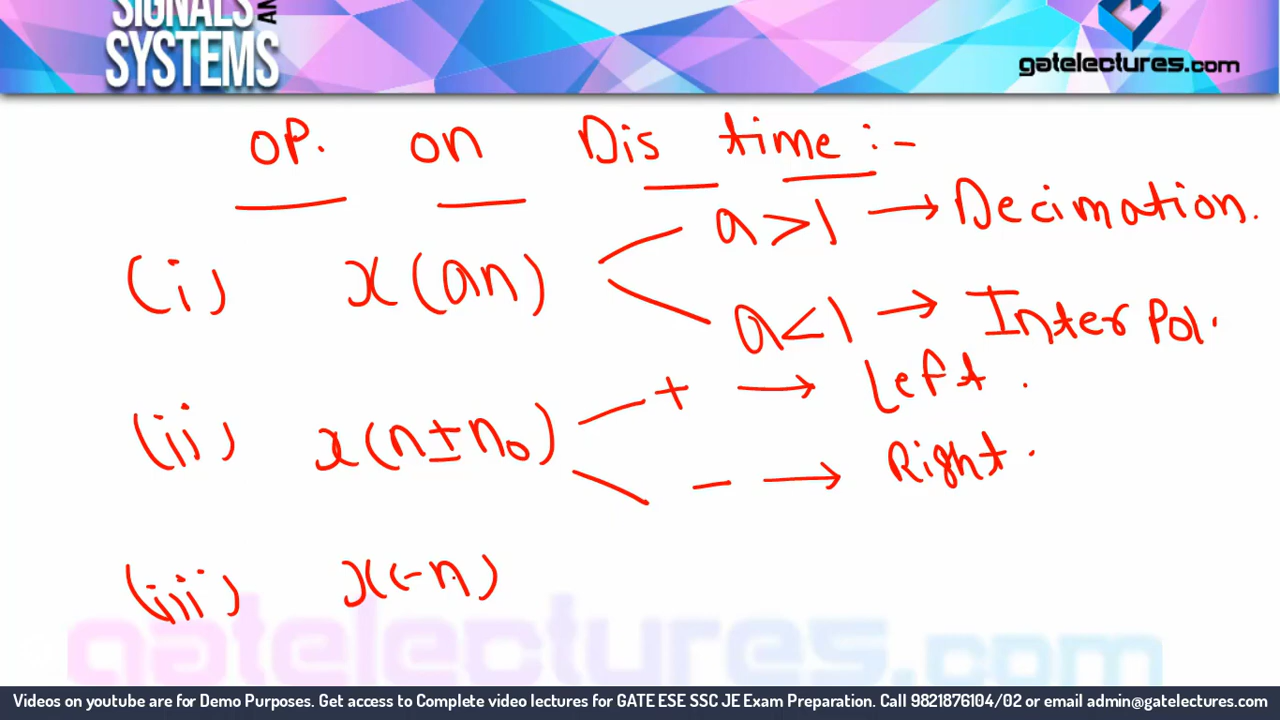 SIGNALS AND
SYSTEMS
gatelectures.com
OP. on Dis time :-
(i) x(an) a>1 → Decimation.
a<1 → InterPol.
(ii) x(n±n₀) + → Left.
- → Right.
(iii) x(-n)
gatelectures.com
Videos on youtube are for Demo Purposes. Get access to Complete video lectures for GATE ESE SSC JE Exam Preparation. Call 9821876104/02 or email admin@gatelectures.com